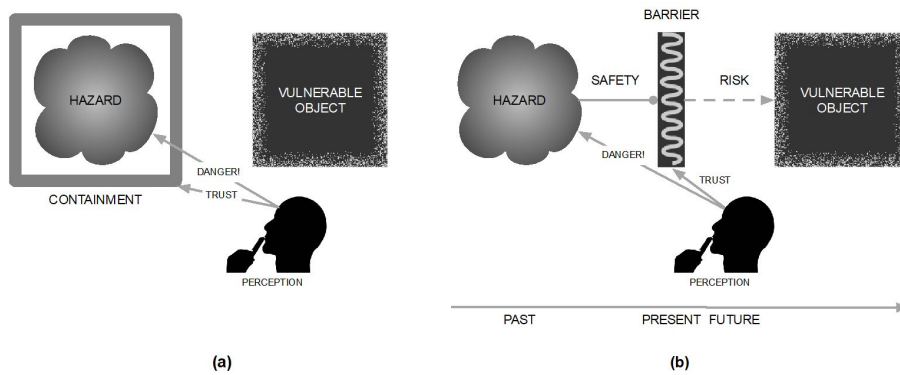 HAZARD
VULNERABLE
OBJECT
DANGER!
TRUST
CONTAINMENT
PERCEPTION
(a)
BARRIER
HAZARD
SAFETY
RISK
VULNERABLE
OBJECT
DANGER!
TRUST
PERCEPTION
PAST
PRESENT
FUTURE
(b)